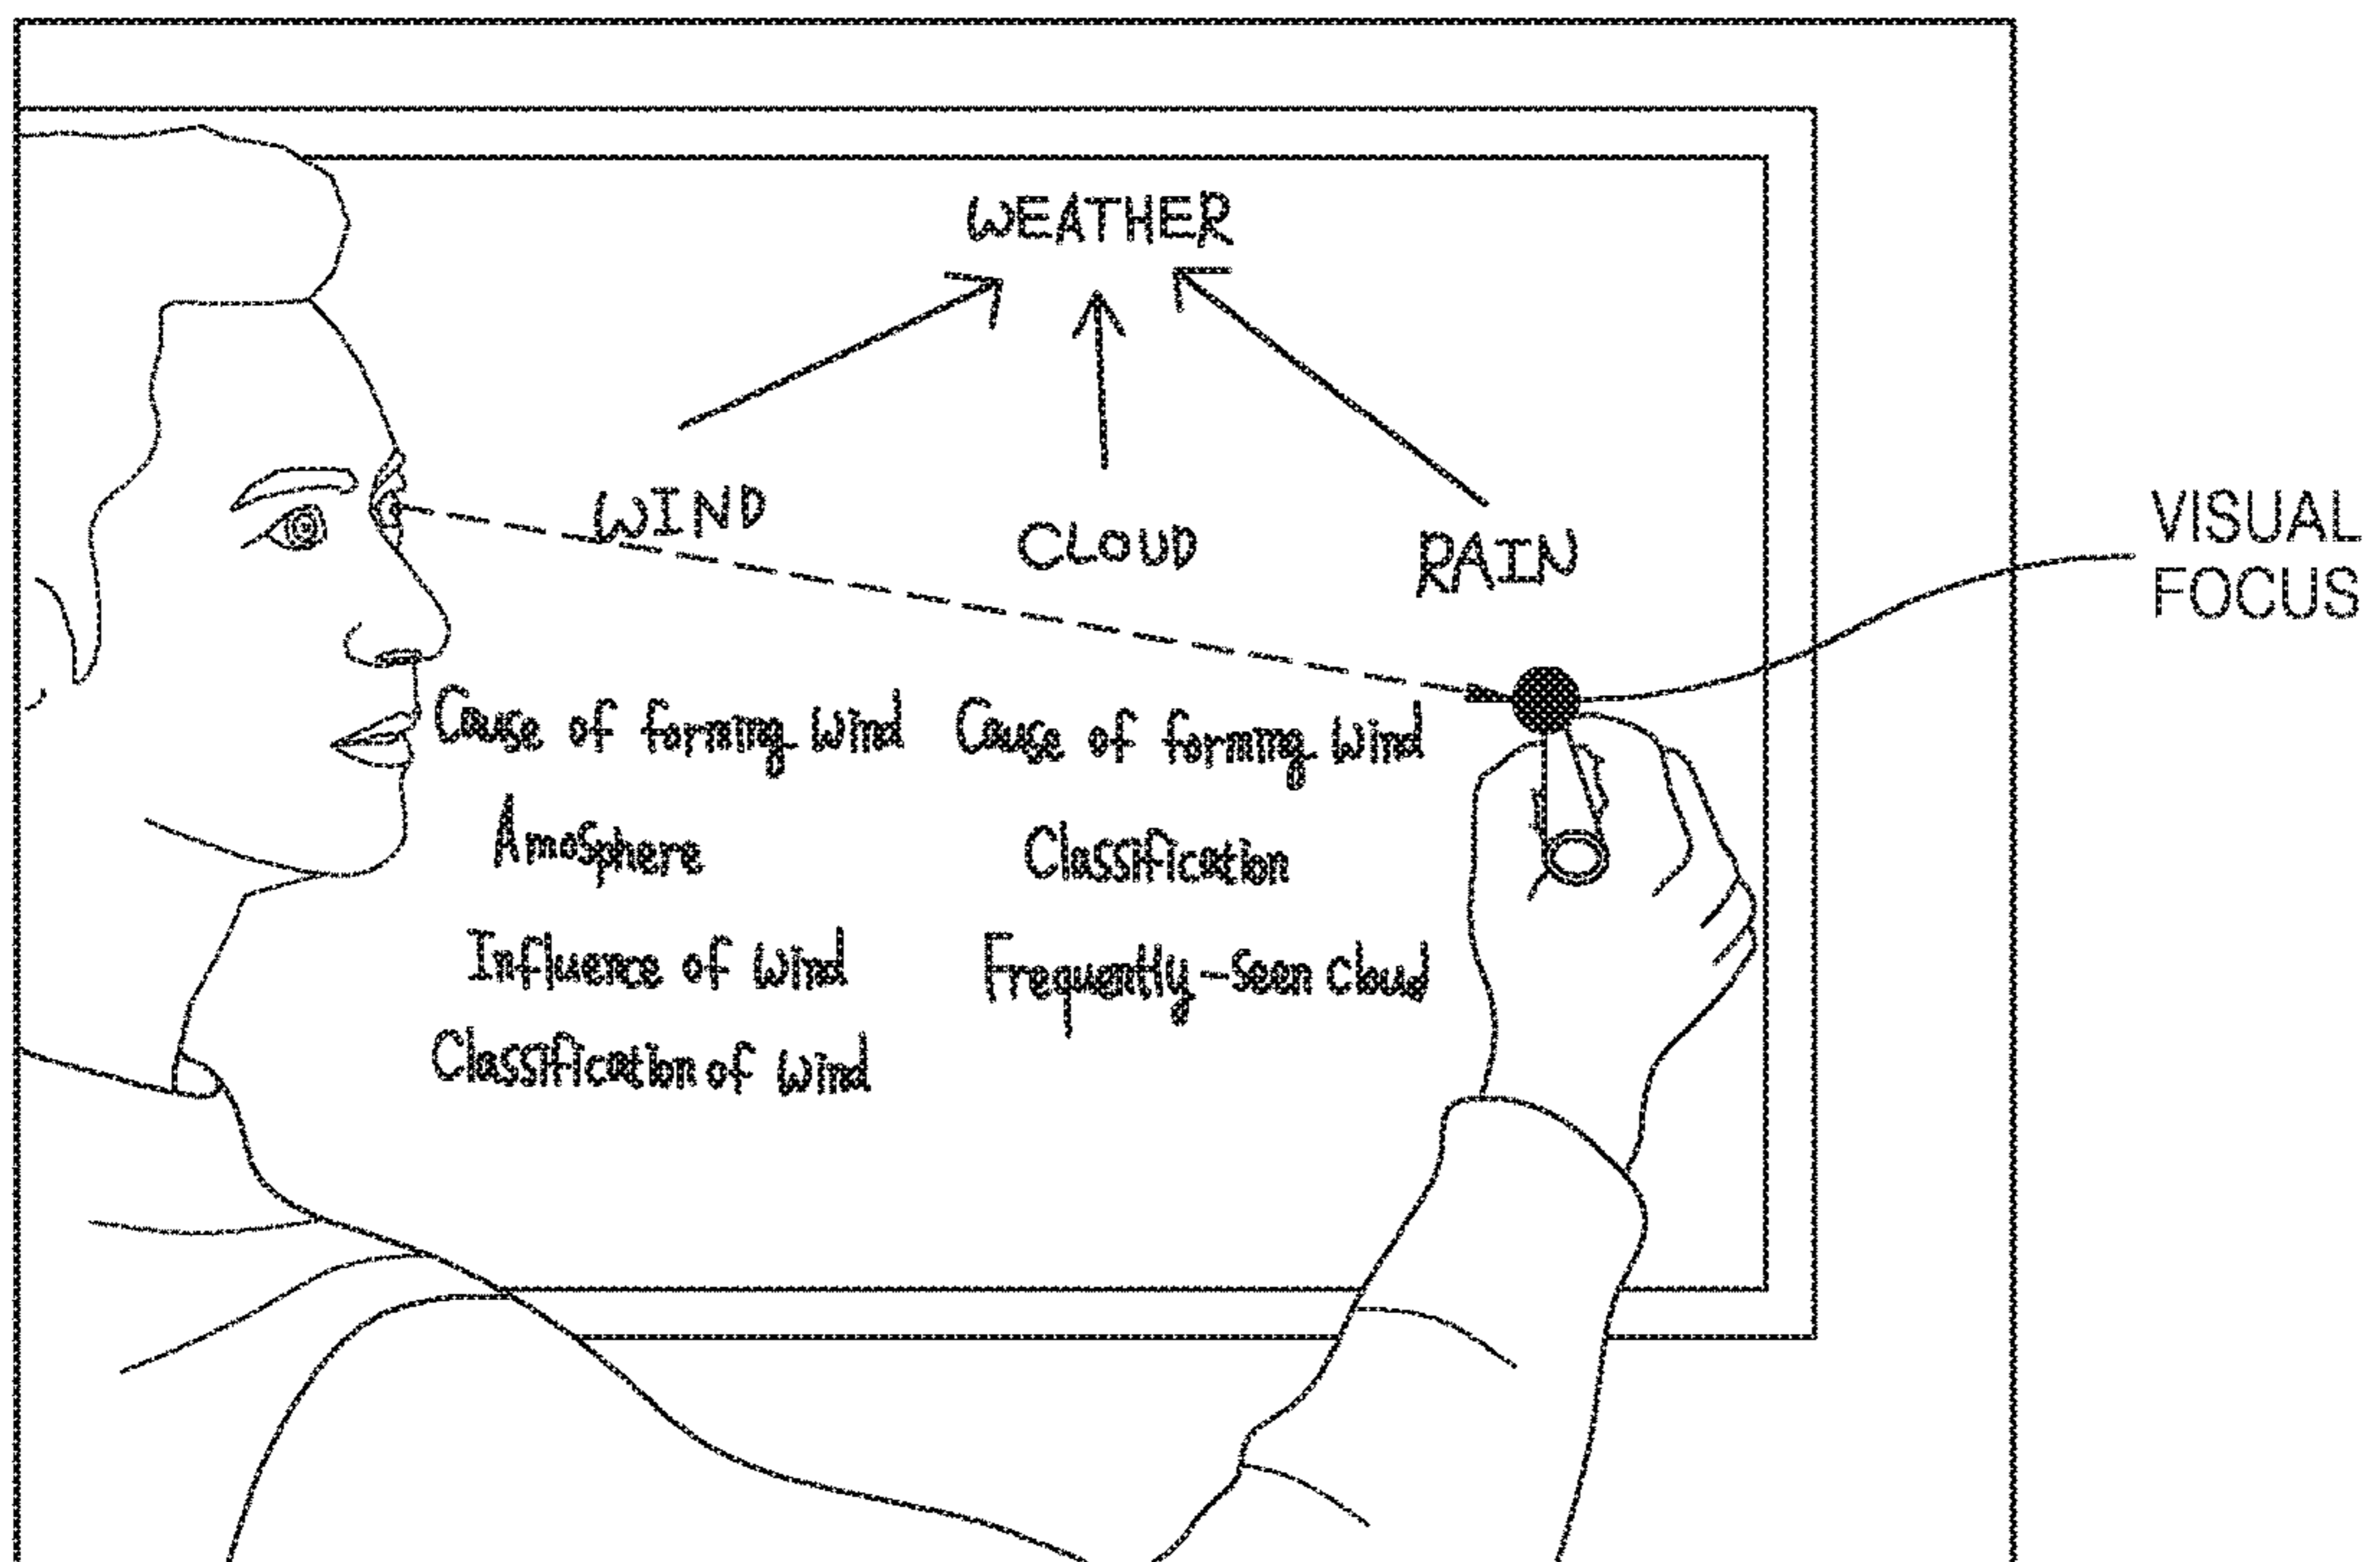 WEATHER
WIND
CLOUD
RAIN
VISUAL
FOCUS
Cause of forming Wind
Amosphere
Influence of Wind
Classification of Wind
Cause of forming Wind
Classification
Frequently-Seen Cloud